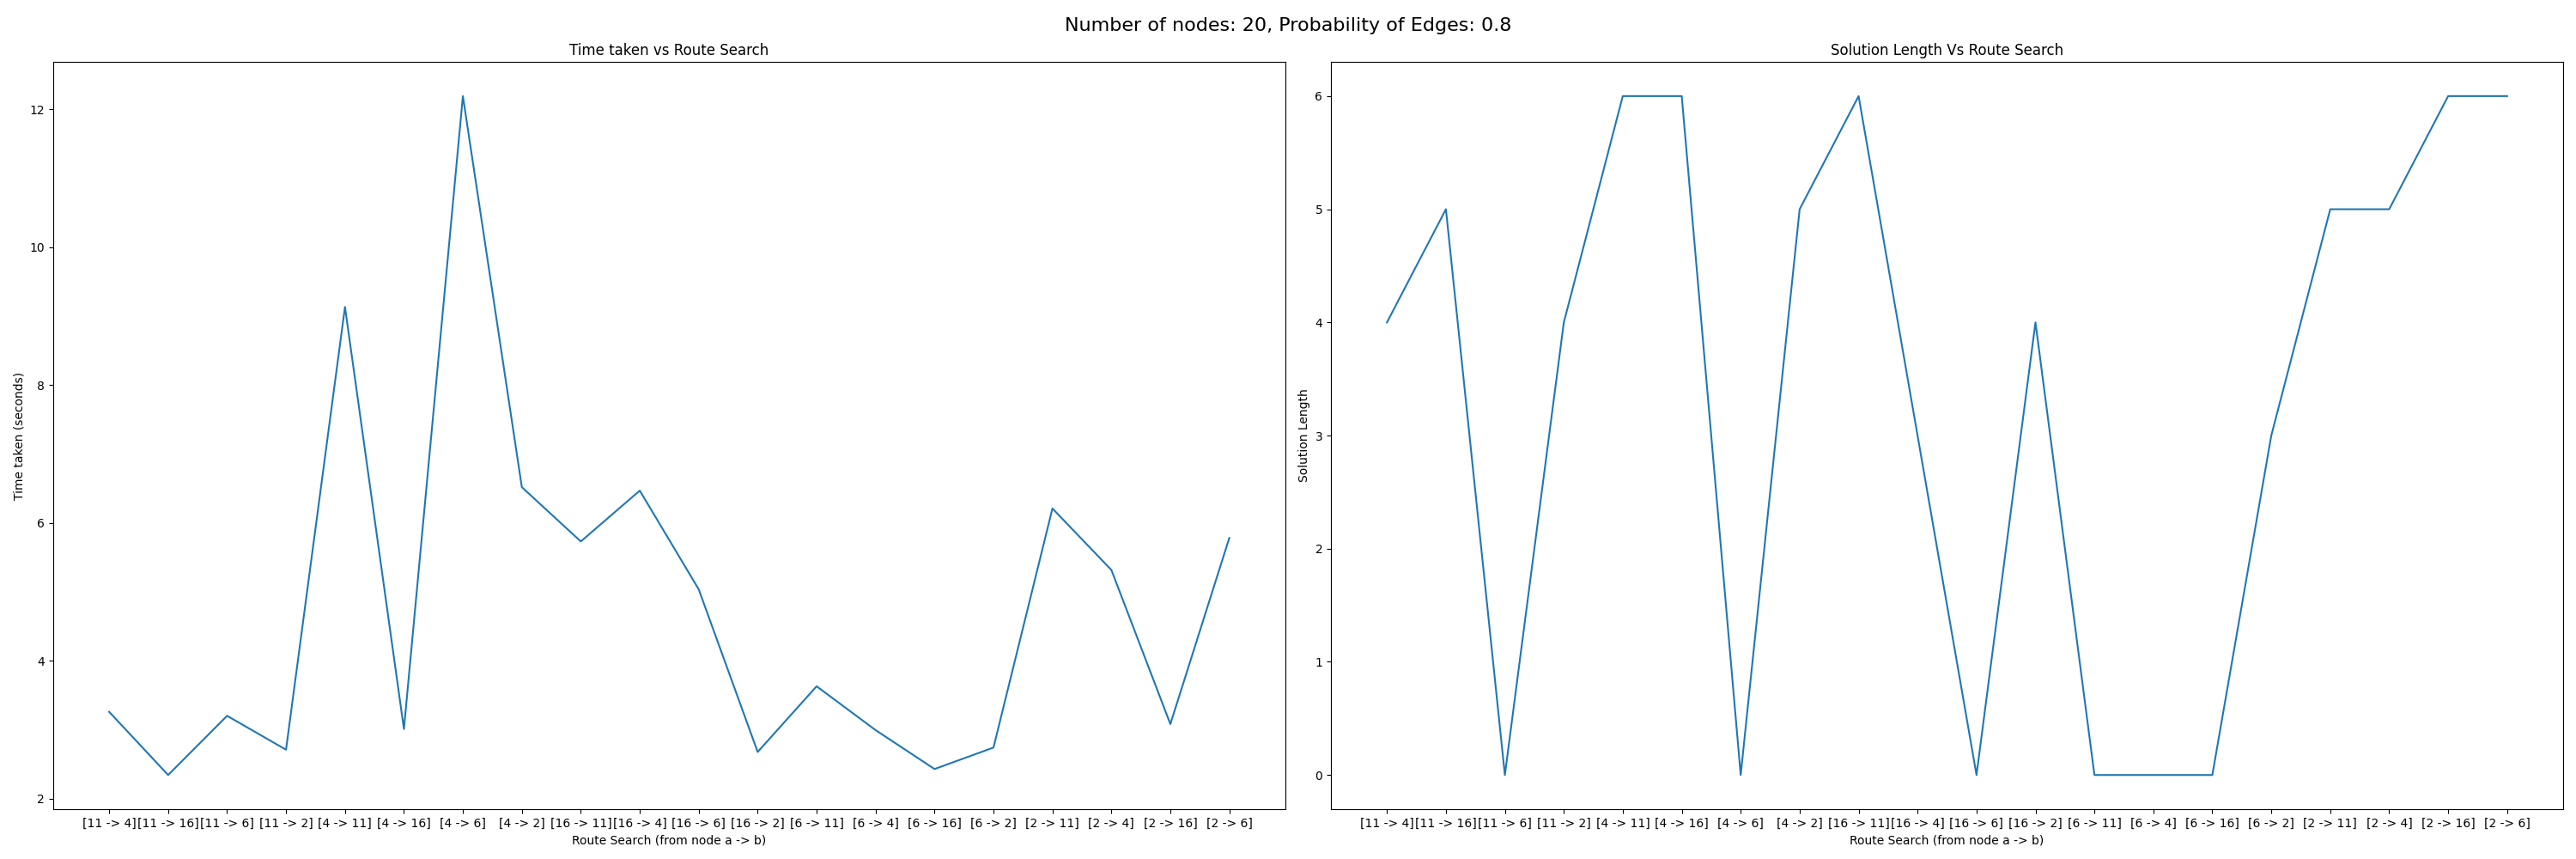 Number of nodes: 20, Probability of Edges: 0.8
Time taken vs Route Search
Time taken (seconds)
12
10
8
6
4
2
[11 -> 4] [11 -> 16] [11 -> 6] [11 -> 2] [4 -> 11] [4 -> 16] [4 -> 6] [4 -> 2] [16 -> 11] [16 -> 4] [16 -> 6] [16 -> 2] [6 -> 11] [6 -> 4] [6 -> 16] [6 -> 2] [2 -> 11] [2 -> 4] [2 -> 16] [2 -> 6]
Route Search (from node a -> b)
Solution Length Vs Route Search
Solution Length
6
5
4
3
2
1
0
[11 -> 4] [11 -> 16] [11 -> 6] [11 -> 2] [4 -> 11] [4 -> 16] [4 -> 6] [4 -> 2] [16 -> 11] [16 -> 4] [16 -> 6] [16 -> 2] [6 -> 11] [6 -> 4] [6 -> 16] [6 -> 2] [2 -> 11] [2 -> 4] [2 -> 16] [2 -> 6]
Route Search (from node a -> b)